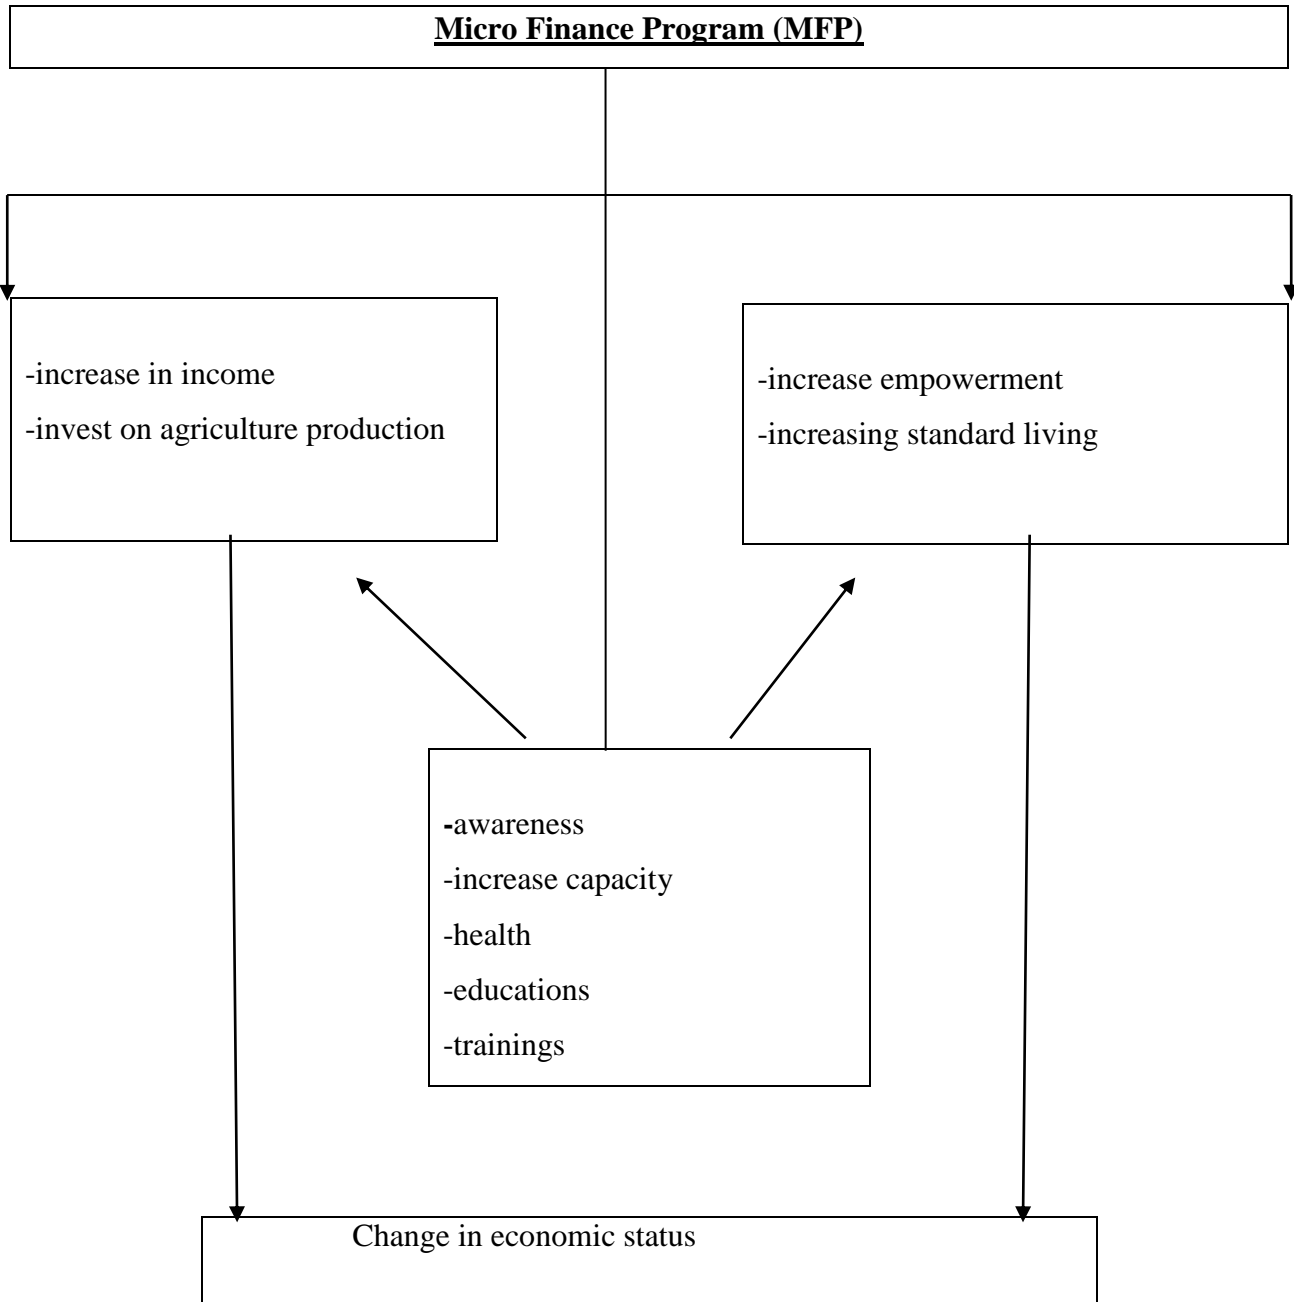 Micro Finance Program (MFP)
-increase in income
-invest on agriculture production
-increase empowerment
-increasing standard living
-awareness
-increase capacity
-health
-educations
-trainings
Change in economic status